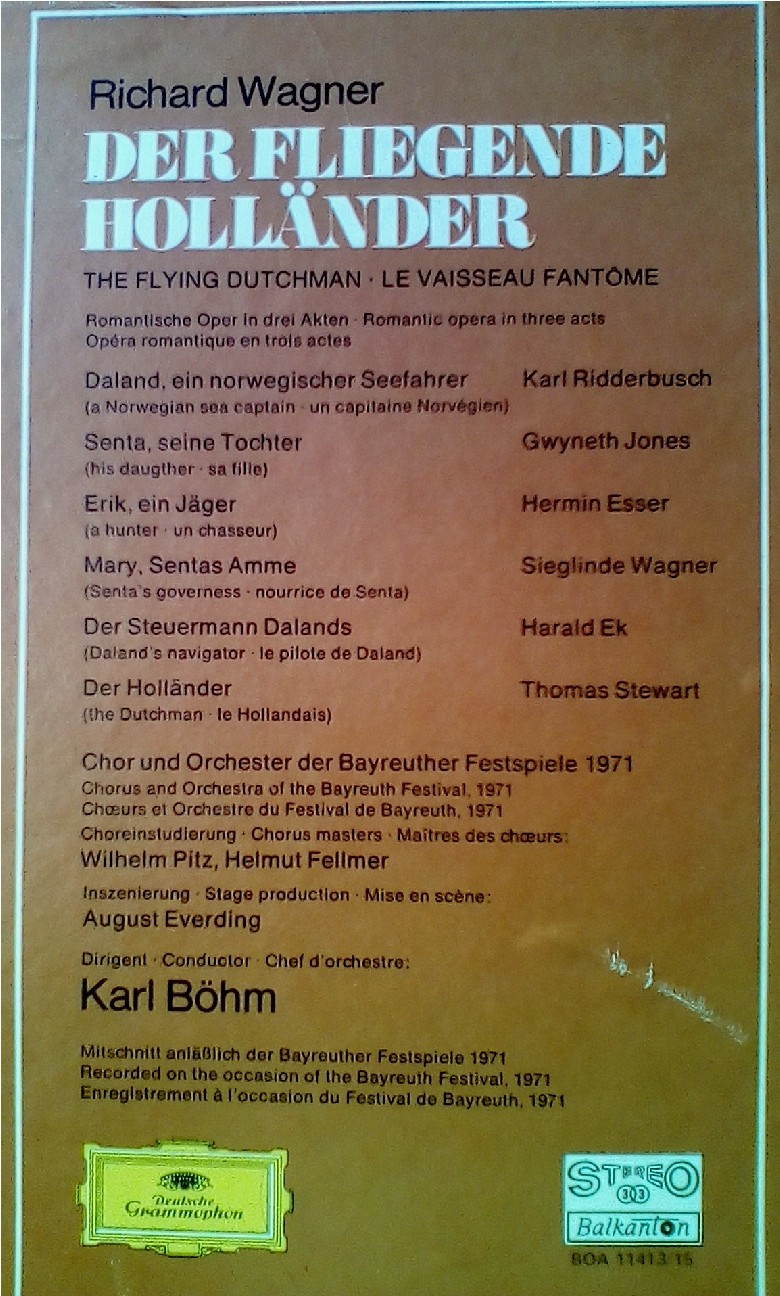 Richard Wagner
DER FLIEGENDE
HOLLÄNDER
THE FLYING DUTCHMAN · LE VAISSEAU FANTÔME
Romantische Oper in drei Akten · Romantic opera in three acts
Opéra romantique en trois actes
Daland, ein norwegischer Seefahrer Karl Ridderbusch
(a Norwegian sea captain · un capitaine Norvégien)
Senta, seine Tochter Gwyneth Jones
(his daugther · sa fille)
Erik, ein Jäger Hermin Esser
(a hunter · un chasseur)
Mary, Sentas Amme Sieglinde Wagner
(Senta's governess · nourrice de Senta)
Der Steuermann Dalands Harald Ek
(Daland's navigator · le pilote de Daland)
Der Holländer Thomas Stewart
(the Dutchman · le Hollandais)
Chor und Orchester der Bayreuther Festspiele 1971
Chorus and Orchestra of the Bayreuth Festival, 1971
Chœurs et Orchestre du Festival de Bayreuth, 1971
Choreinstudierung · Chorus masters · Maîtres des chœurs:
Wilhelm Pitz, Helmut Fellmer
Inszenierung · Stage production · Mise en scène:
August Everding
Dirigent · Conductor · Chef d'orchestre:
Karl Böhm
Mitschnitt anläßlich der Bayreuther Festspiele 1971
Recorded on the occasion of the Bayreuth Festival, 1971
Enregistrement à l'occasion du Festival de Bayreuth, 1971
Deutsche
Grammophon
STEREO
33
Balkanton
BOA 11413/15